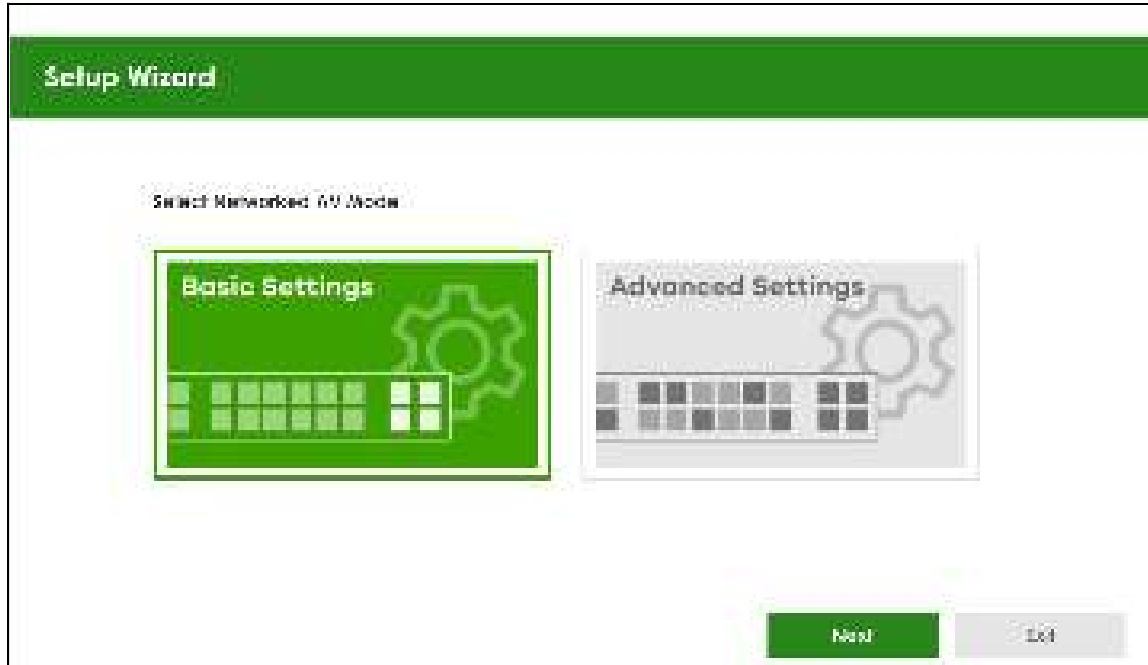 Setup Wizard
Select Networked AV Mode
Basic Settings
Advanced Settings
Next
Exit